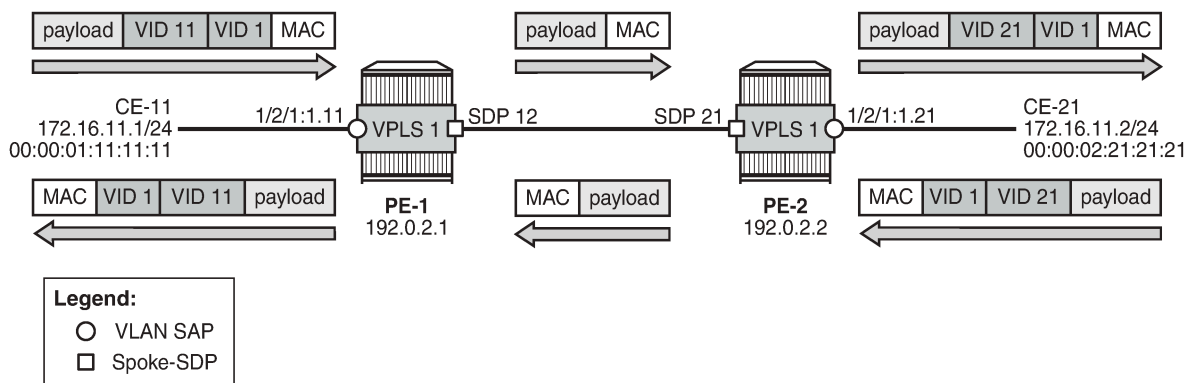 payload VID 11 VID 1 MAC
payload MAC
payload VID 21 VID 1 MAC
CE-11
172.16.11.1/24
00:00:01:11:11:11
1/2/1:1.11
VPLS 1
SDP 12
SDP 21
VPLS 1
1/2/1:1.21
CE-21
172.16.11.2/24
00:00:02:21:21:21
MAC VID 1 VID 11 payload
PE-1
192.0.2.1
MAC payload
PE-2
192.0.2.2
MAC VID 1 VID 21 payload
Legend:
VLAN SAP
Spoke-SDP